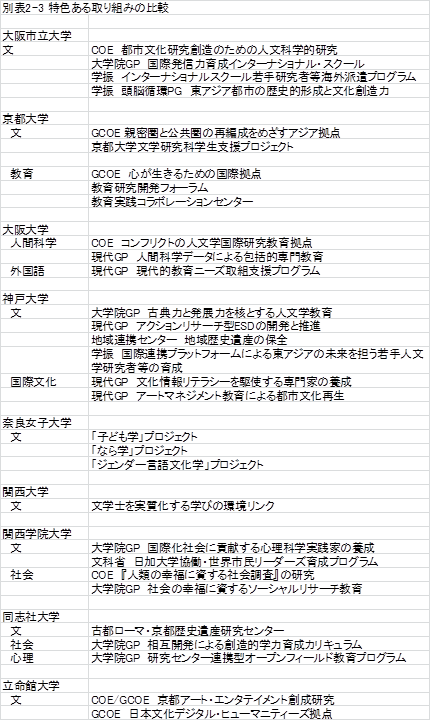 別表2-3 特色ある取り組みの比較
大阪市立大学
文 COE 都市文化研究創造のための人文科学的研究
大学院GP 国際発信力育成インターナショナル・スクール
学振 インターナショナルスクール若手研究者等海外派遣プログラム
学振 頭脳循環PG 東アジア都市の歴史的形成と文化創造力
京都大学
文 GCOE 親密圏と公共圏の再編成をめざすアジア拠点
京都大学文学研究科学生支援プロジェクト
教育 GCOE 心が生きるための国際拠点
教育研究開発フォーラム
教育実践コラボレーションセンター
大阪大学
人間科学 COE コンフリクトの人文学国際研究教育拠点
現代GP 人間科学データによる包括的専門教育
外国語 現代GP 現代的教育ニーズ取組支援プログラム
神戸大学
文 大学院GP 古典力と発展力を核とする人文学教育
現代GP アクションリサーチ型ESDの開発と推進
地域連携センター 地域歴史遺産の保全
学振 国際連携プラットフォームによる東アジアの未来を担う若手人文
学研究者等の育成
国際文化 現代GP 文化情報リテラシーを駆使する専門家の養成
現代GP アートマネジメント教育による都市文化再生
奈良女子大学
文 「子ども学」プロジェクト
「なら学」プロジェクト
「ジェンダー言語文化学」プロジェクト
関西大学
文 文学士を実質化する学びの環境リンク
関西学院大学
文 大学院GP 国際化社会に貢献する心理科学実践家の養成
文科省 日加大学協働・世界市民リーダーズ育成プログラム
社会 COE 『人類の幸福に資する社会調査』の研究
大学院GP 社会の幸福に資するソーシャルリサーチ教育
同志社大学
文 古都ローマ・京都歴史遺産研究センター
社会 大学院GP 相互開発による創造的学力育成カリキュラム
心理 大学院GP 研究センター連携型オープンフィールド教育プログラム
立命館大学
文 COE/GCOE 京都アート・エンタテイメント創成研究
GCOE 日本文化デジタル・ヒューマニティーズ拠点